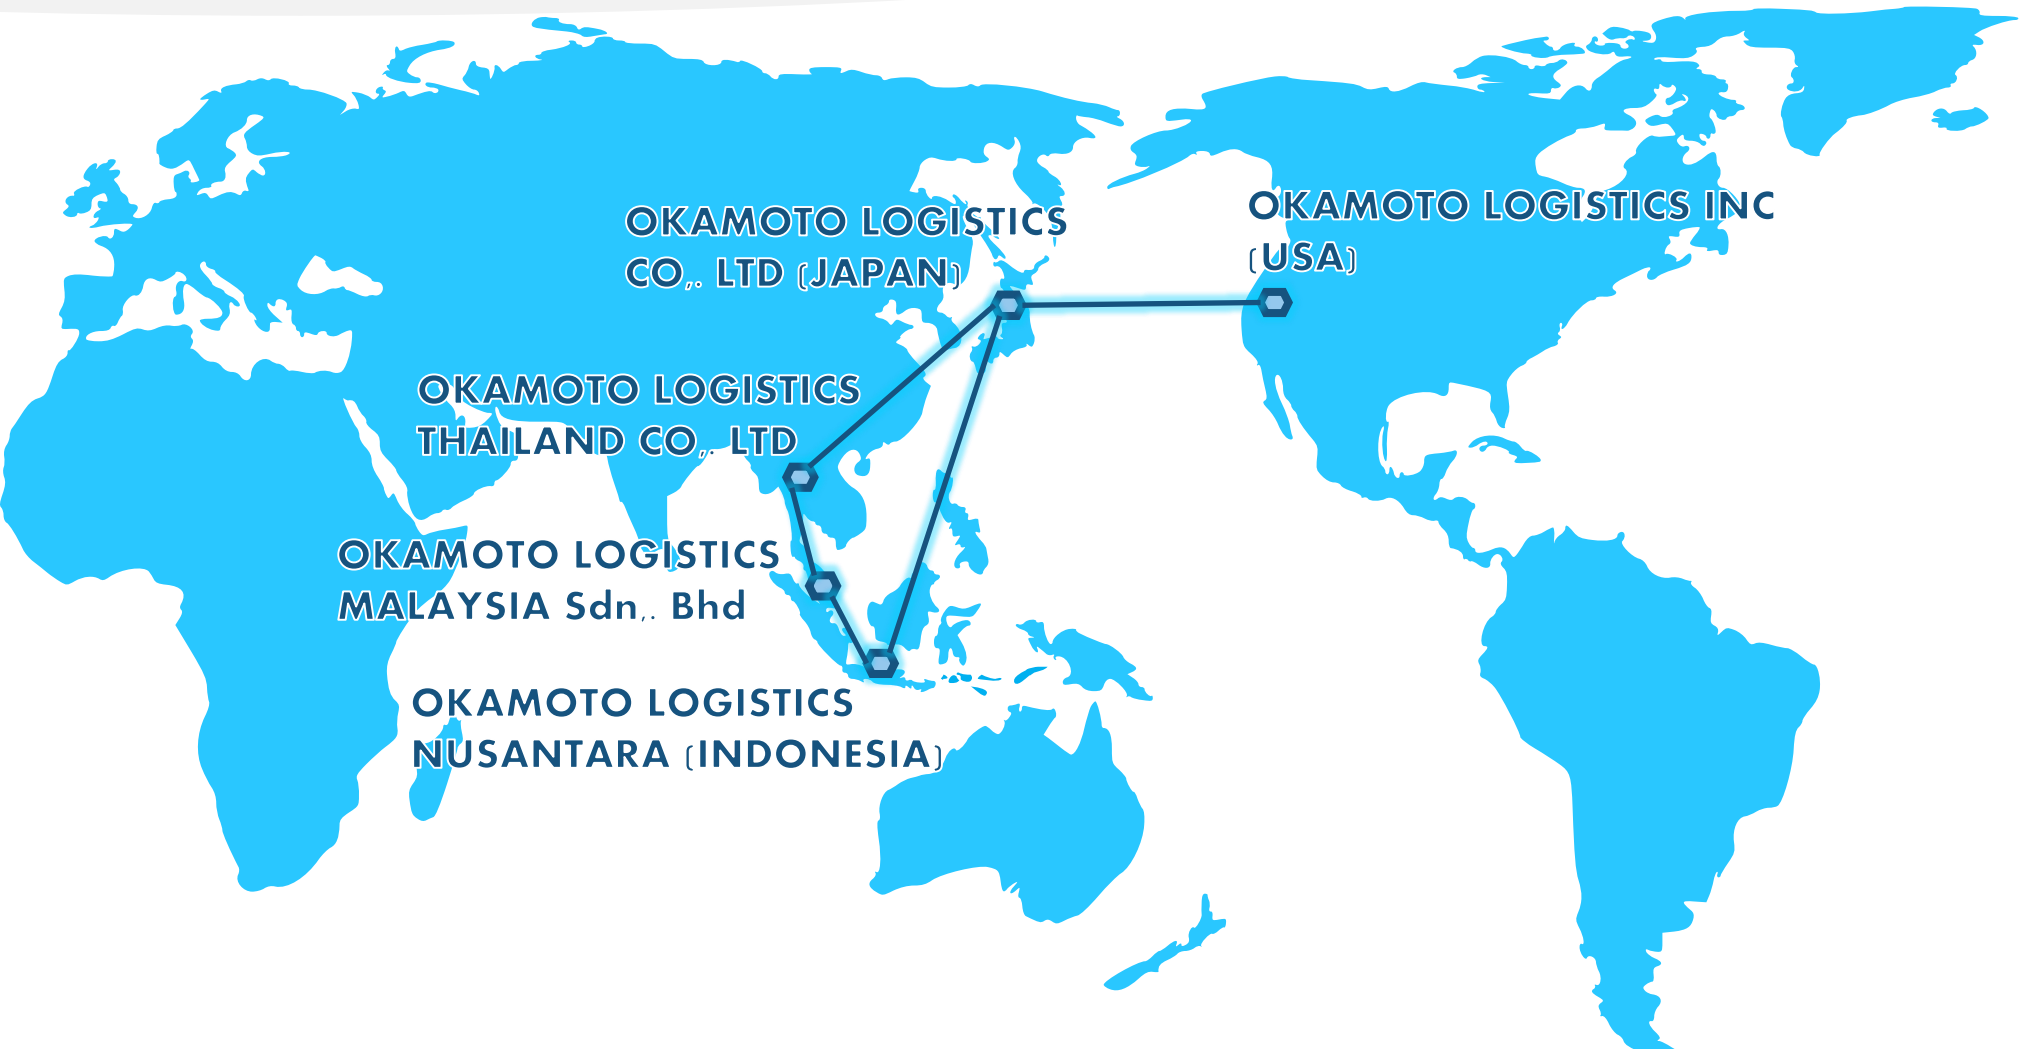 OKAMOTO LOGISTICS
CO,. LTD (JAPAN)
OKAMOTO LOGISTICS INC
(USA)
OKAMOTO LOGISTICS
THAILAND CO,. LTD
OKAMOTO LOGISTICS
MALAYSIA Sdn,. Bhd
OKAMOTO LOGISTICS
NUSANTARA (INDONESIA)